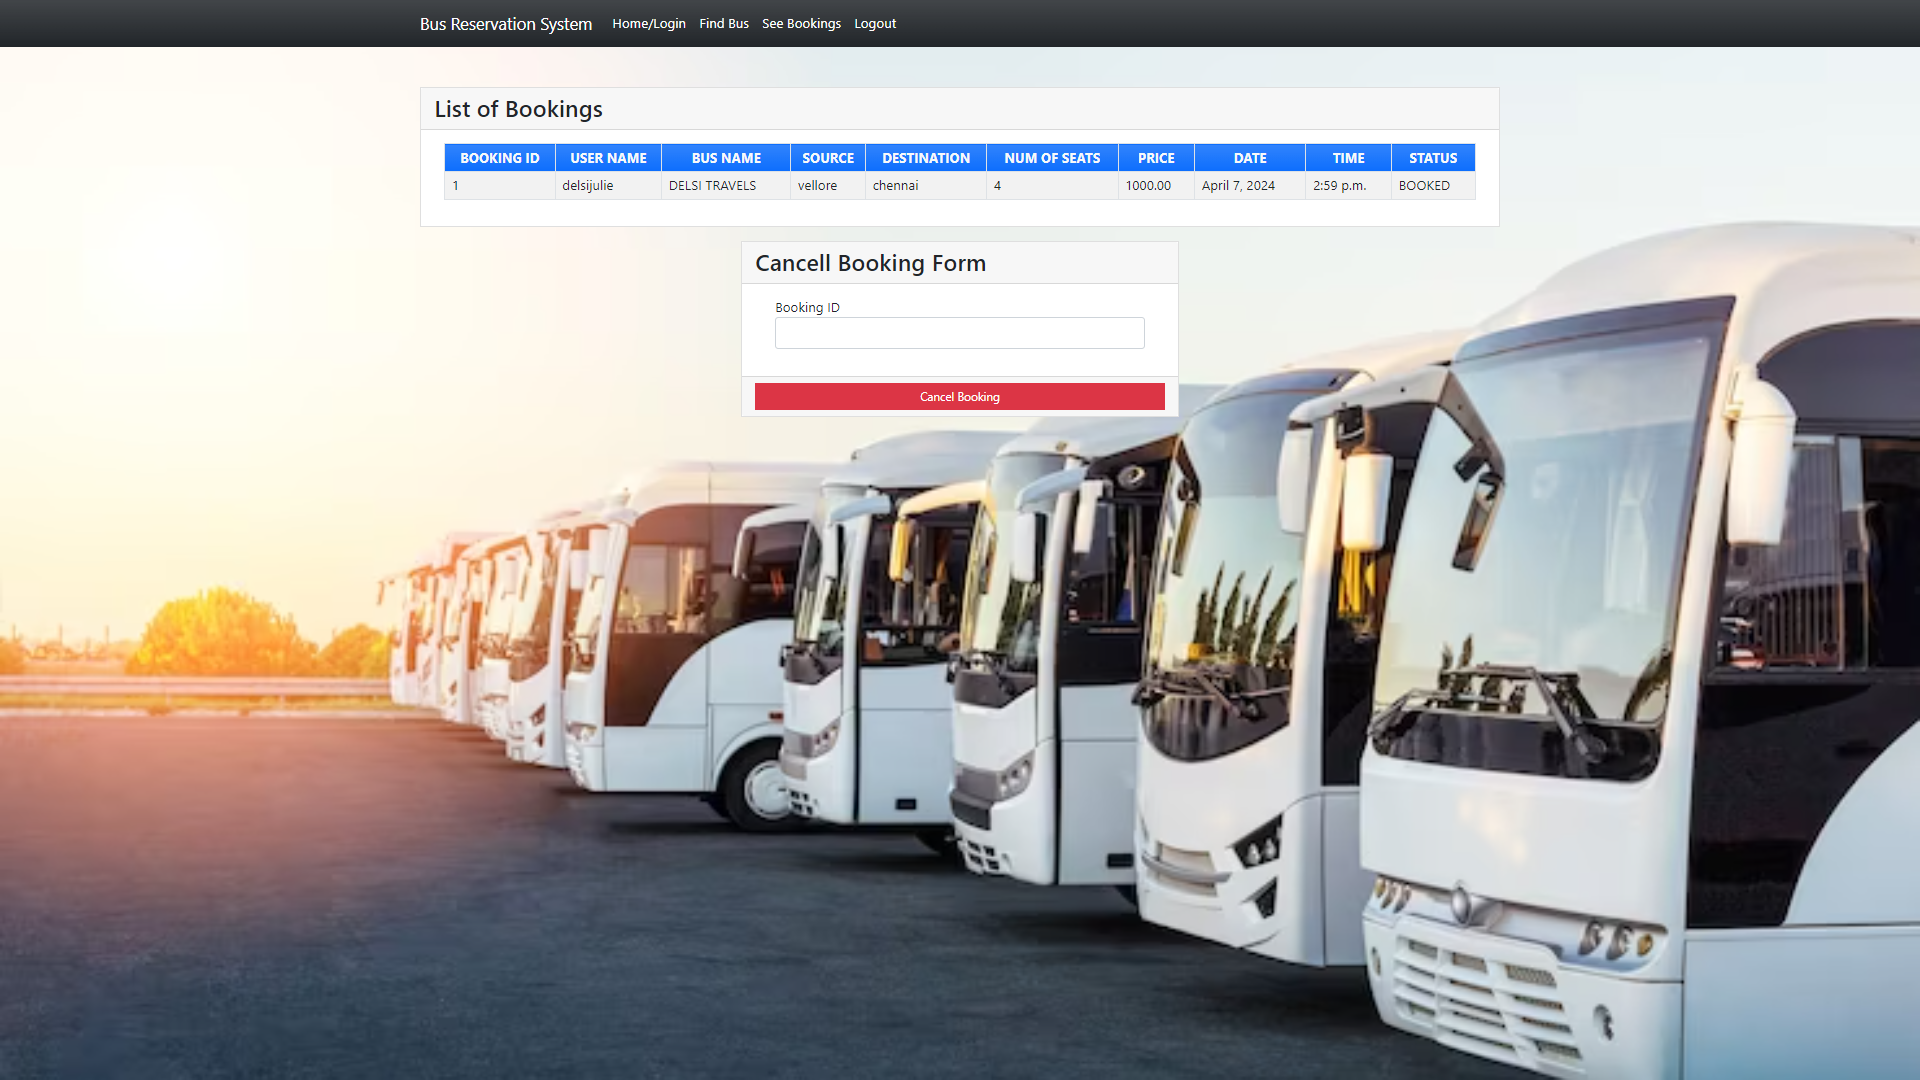 Bus Reservation System Home/Login Find Bus See Bookings Logout
List of Bookings
BOOKING ID USER NAME BUS NAME SOURCE DESTINATION NUM OF SEATS PRICE DATE TIME STATUS
1 delsijulie DELSI TRAVELS vellore chennai 4 1000.00 April 7, 2024 2:59 p.m. BOOKED
Cancell Booking Form
Booking ID
Cancel Booking